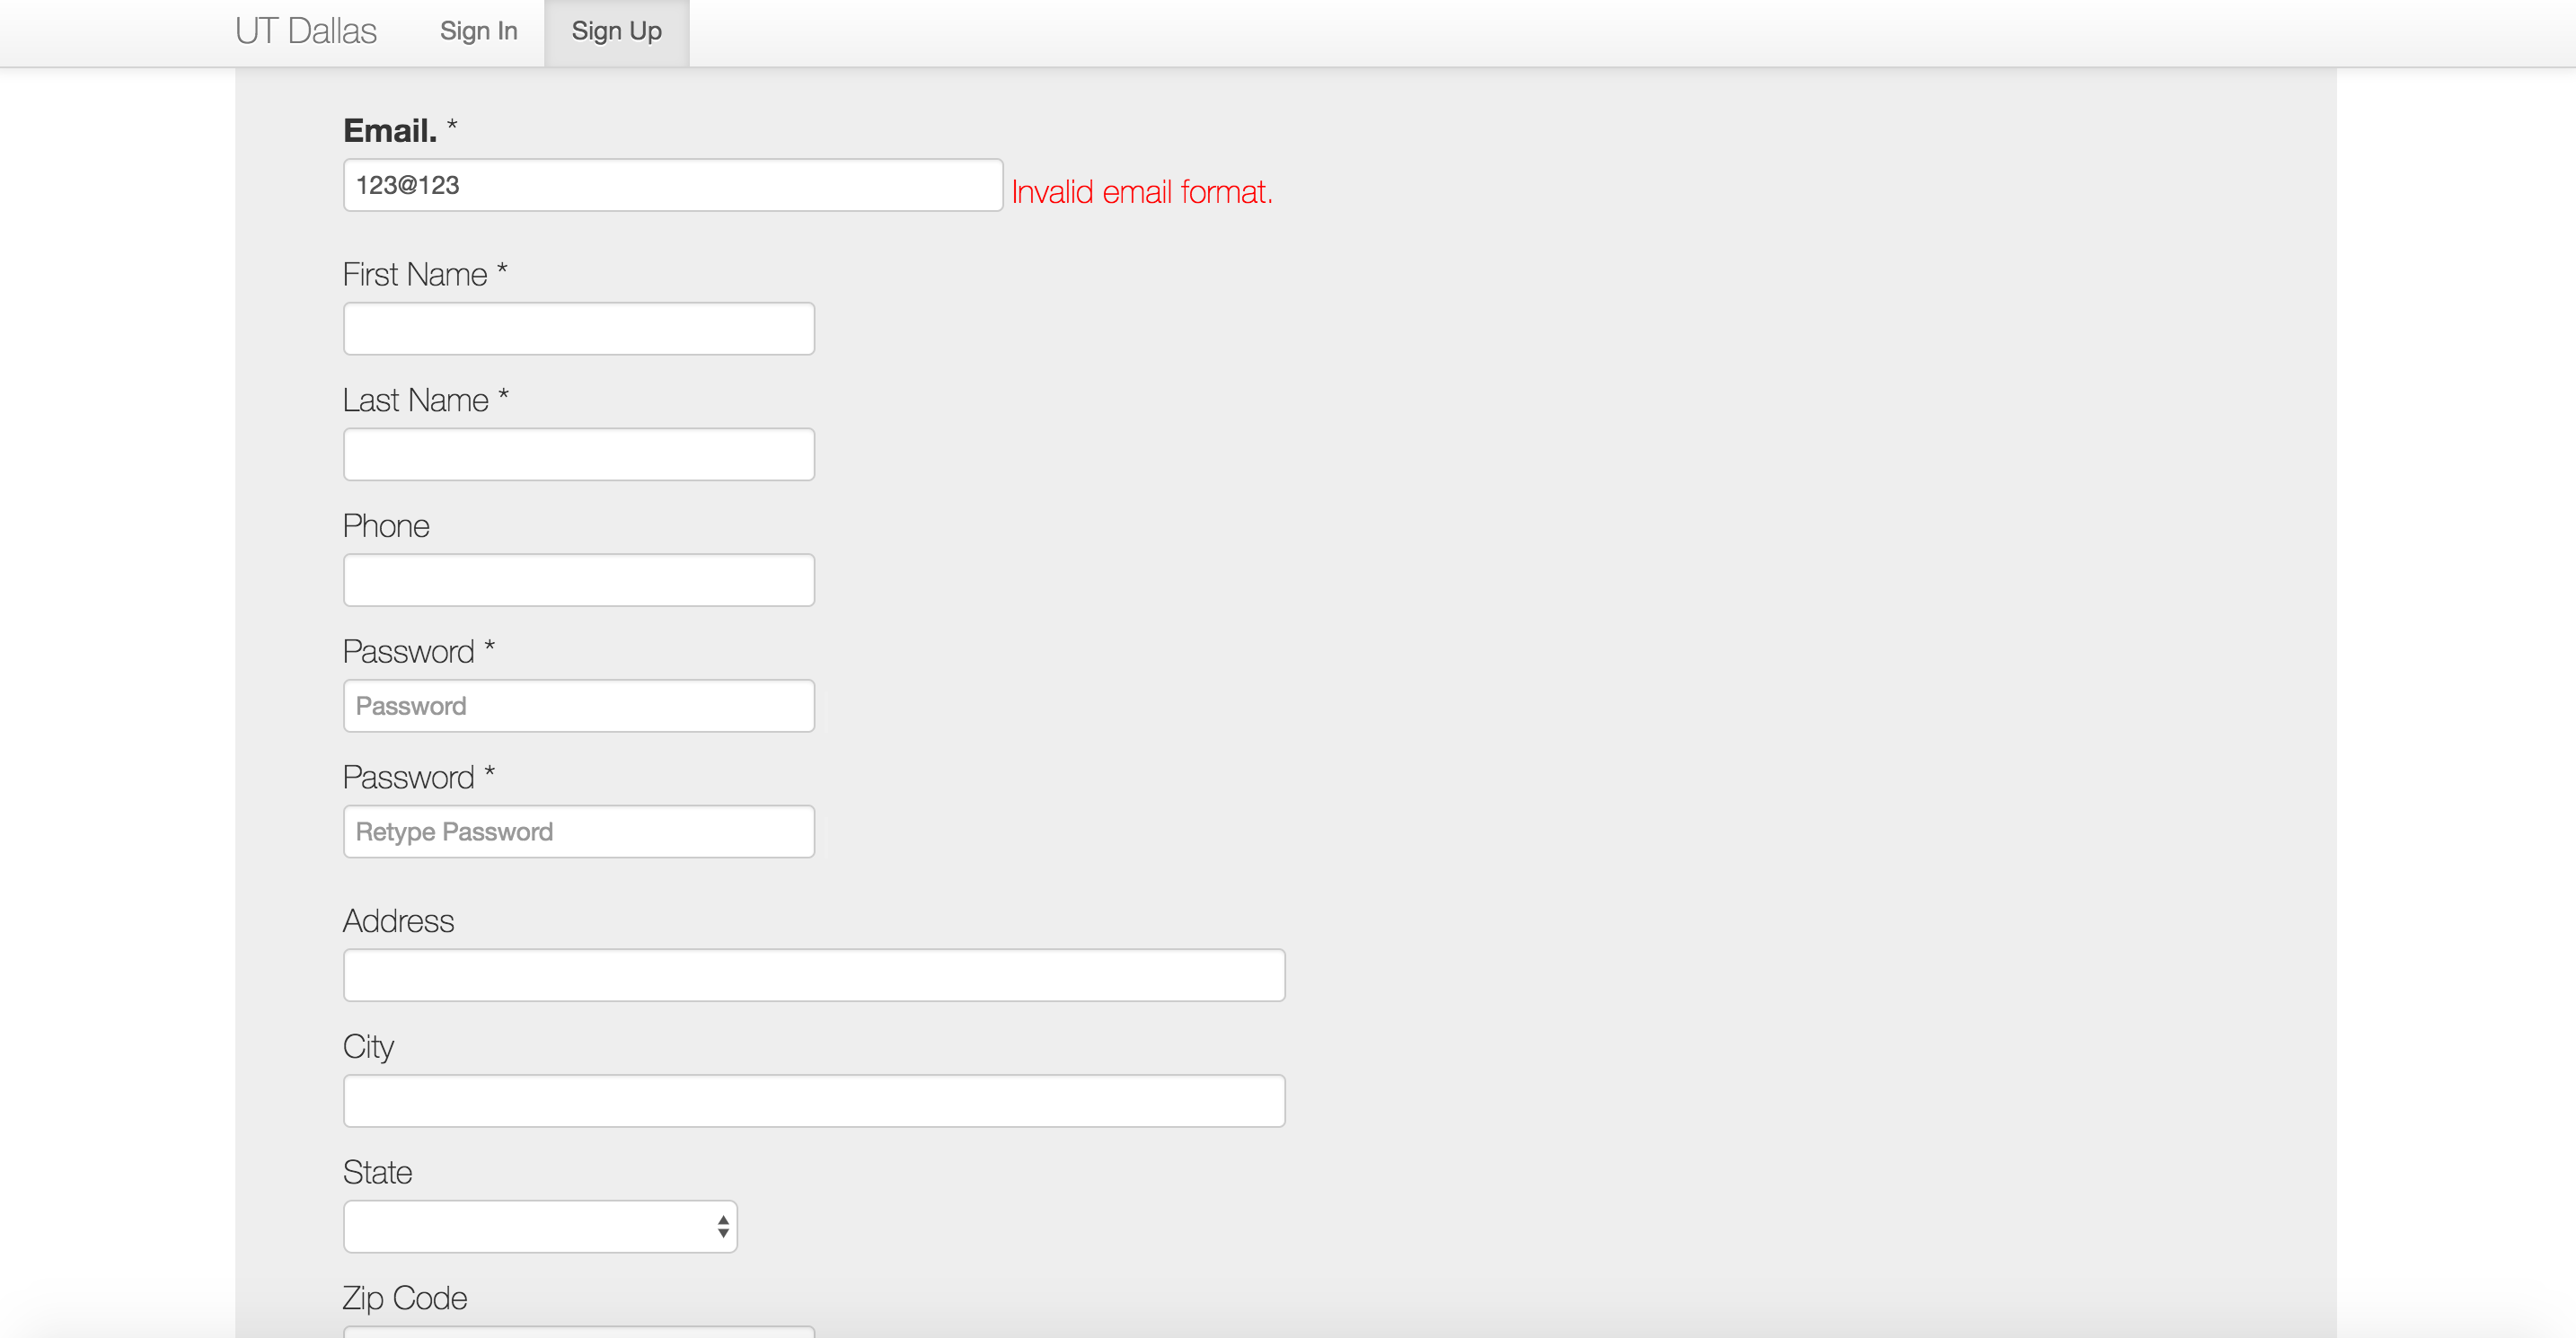 UT Dallas Sign In Sign Up
Email. *
123@123 Invalid email format.
First Name *
Last Name *
Phone
Password *
Password
Password *
Retype Password
Address
City
State
Zip Code